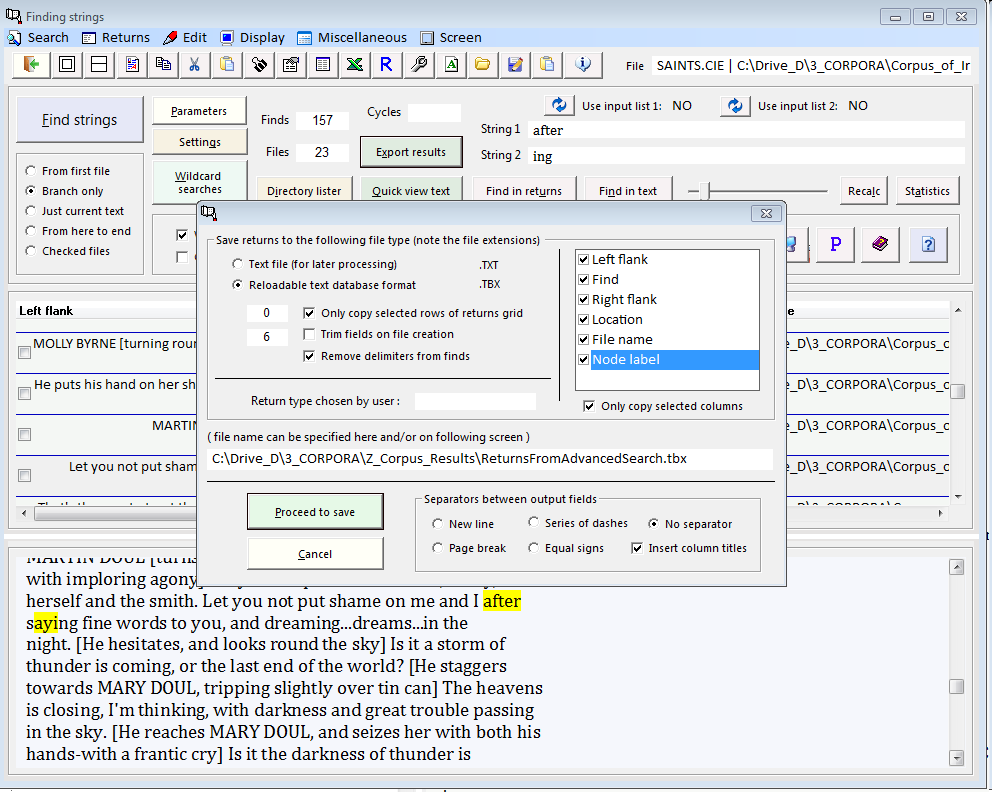 Finding strings
Search Returns Edit Display Miscellaneous Screen
File SAINTS.CIE | C:\Drive_D\3_CORPORA\Corpus_of_Ir
Find strings
Parameters
Settings
Wildcard
searches
Finds 157
Files 23
Cycles
Export results
Use input list 1: NO
Use input list 2: NO
String 1 after
String 2 ing
From first file
Branch only
Just current text
From here to end
Checked files
Directory lister
Quick view text
Find in returns
Find in text
Recalc
Statistics
P
Left flank
MOLLY BYRNE [turning rour
He puts his hand on her sh
MARTIN
Let you not put sham
e_D\3_CORPORA\Corpus_o
e_D\3_CORPORA\Corpus_o
e_D\3_CORPORA\Corpus_o
e_D\3_CORPORA\Corpus_o
Save returns to the following file type (note the file extensions)
Text file (for later processing) .TXT
Reloadable text database format .TBX
0 Only copy selected rows of returns grid
6 Trim fields on file creation
Remove delimiters from finds
Return type chosen by user :
Left flank
Find
Right flank
Location
File name
Node label
Only copy selected columns
( file name can be specified here and/or on following screen )
C:\Drive_D\3_CORPORA\Z_Corpus_Results\ReturnsFromAdvancedSearch.tbx
Proceed to save
Cancel
Separators between output fields
New line Series of dashes No separator
Page break Equal signs Insert column titles
MARTIN DOUL [turns
with imploring agony
herself and the smith. Let you not put shame on me and I after
saying fine words to you, and dreaming...dreams...in the
night. [He hesitates, and looks round the sky] Is it a storm of
thunder is coming, or the last end of the world? [He staggers
towards MARY DOUL, tripping slightly over tin can] The heavens
is closing, I'm thinking, with darkness and great trouble passing
in the sky. [He reaches MARY DOUL, and seizes her with both his
hands-with a frantic cry] Is it the darkness of thunder is